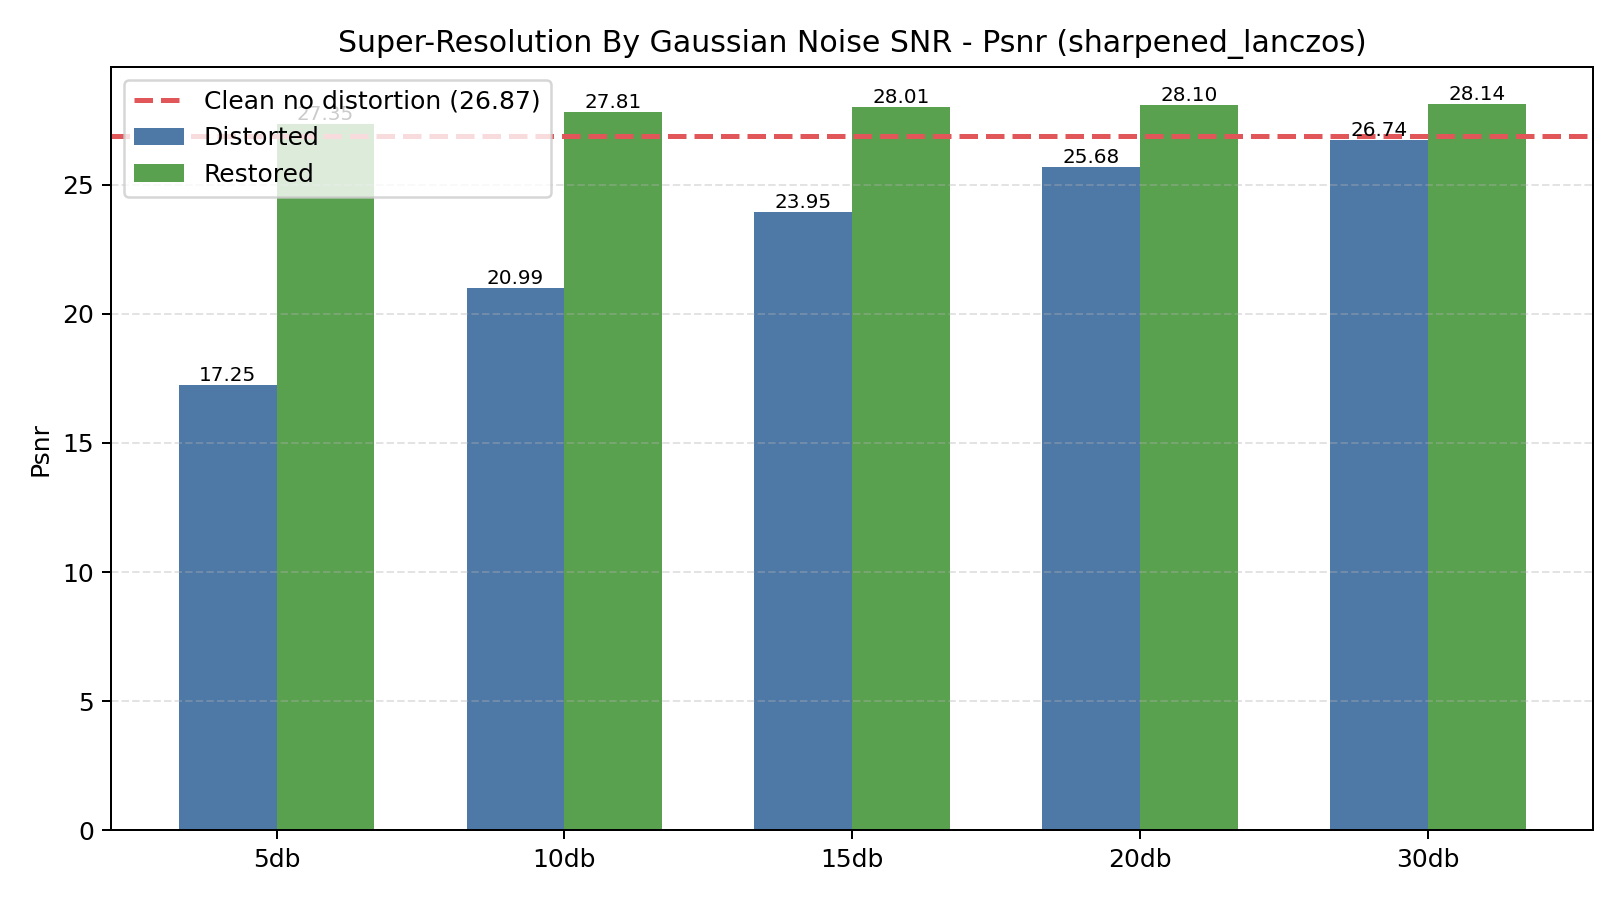 Super-Resolution By Gaussian Noise SNR - Psnr (sharpened_lanczos)
Clean no distortion (26.87)
Distorted
Restored
27.35
27.81
28.01
28.10
28.14
26.74
25.68
23.95
20.99
17.25
Psnr
25
20
15
10
5
0
5db
10db
15db
20db
30db